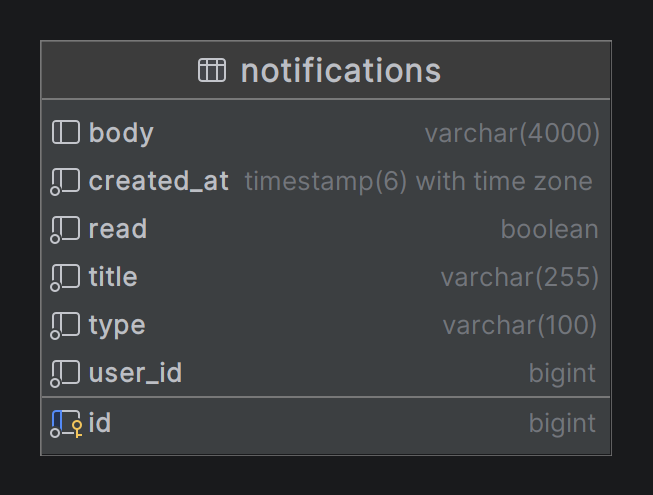 notifications
body varchar(4000)
created_at timestamp(6) with time zone
read boolean
title varchar(255)
type varchar(100)
user_id bigint
id bigint